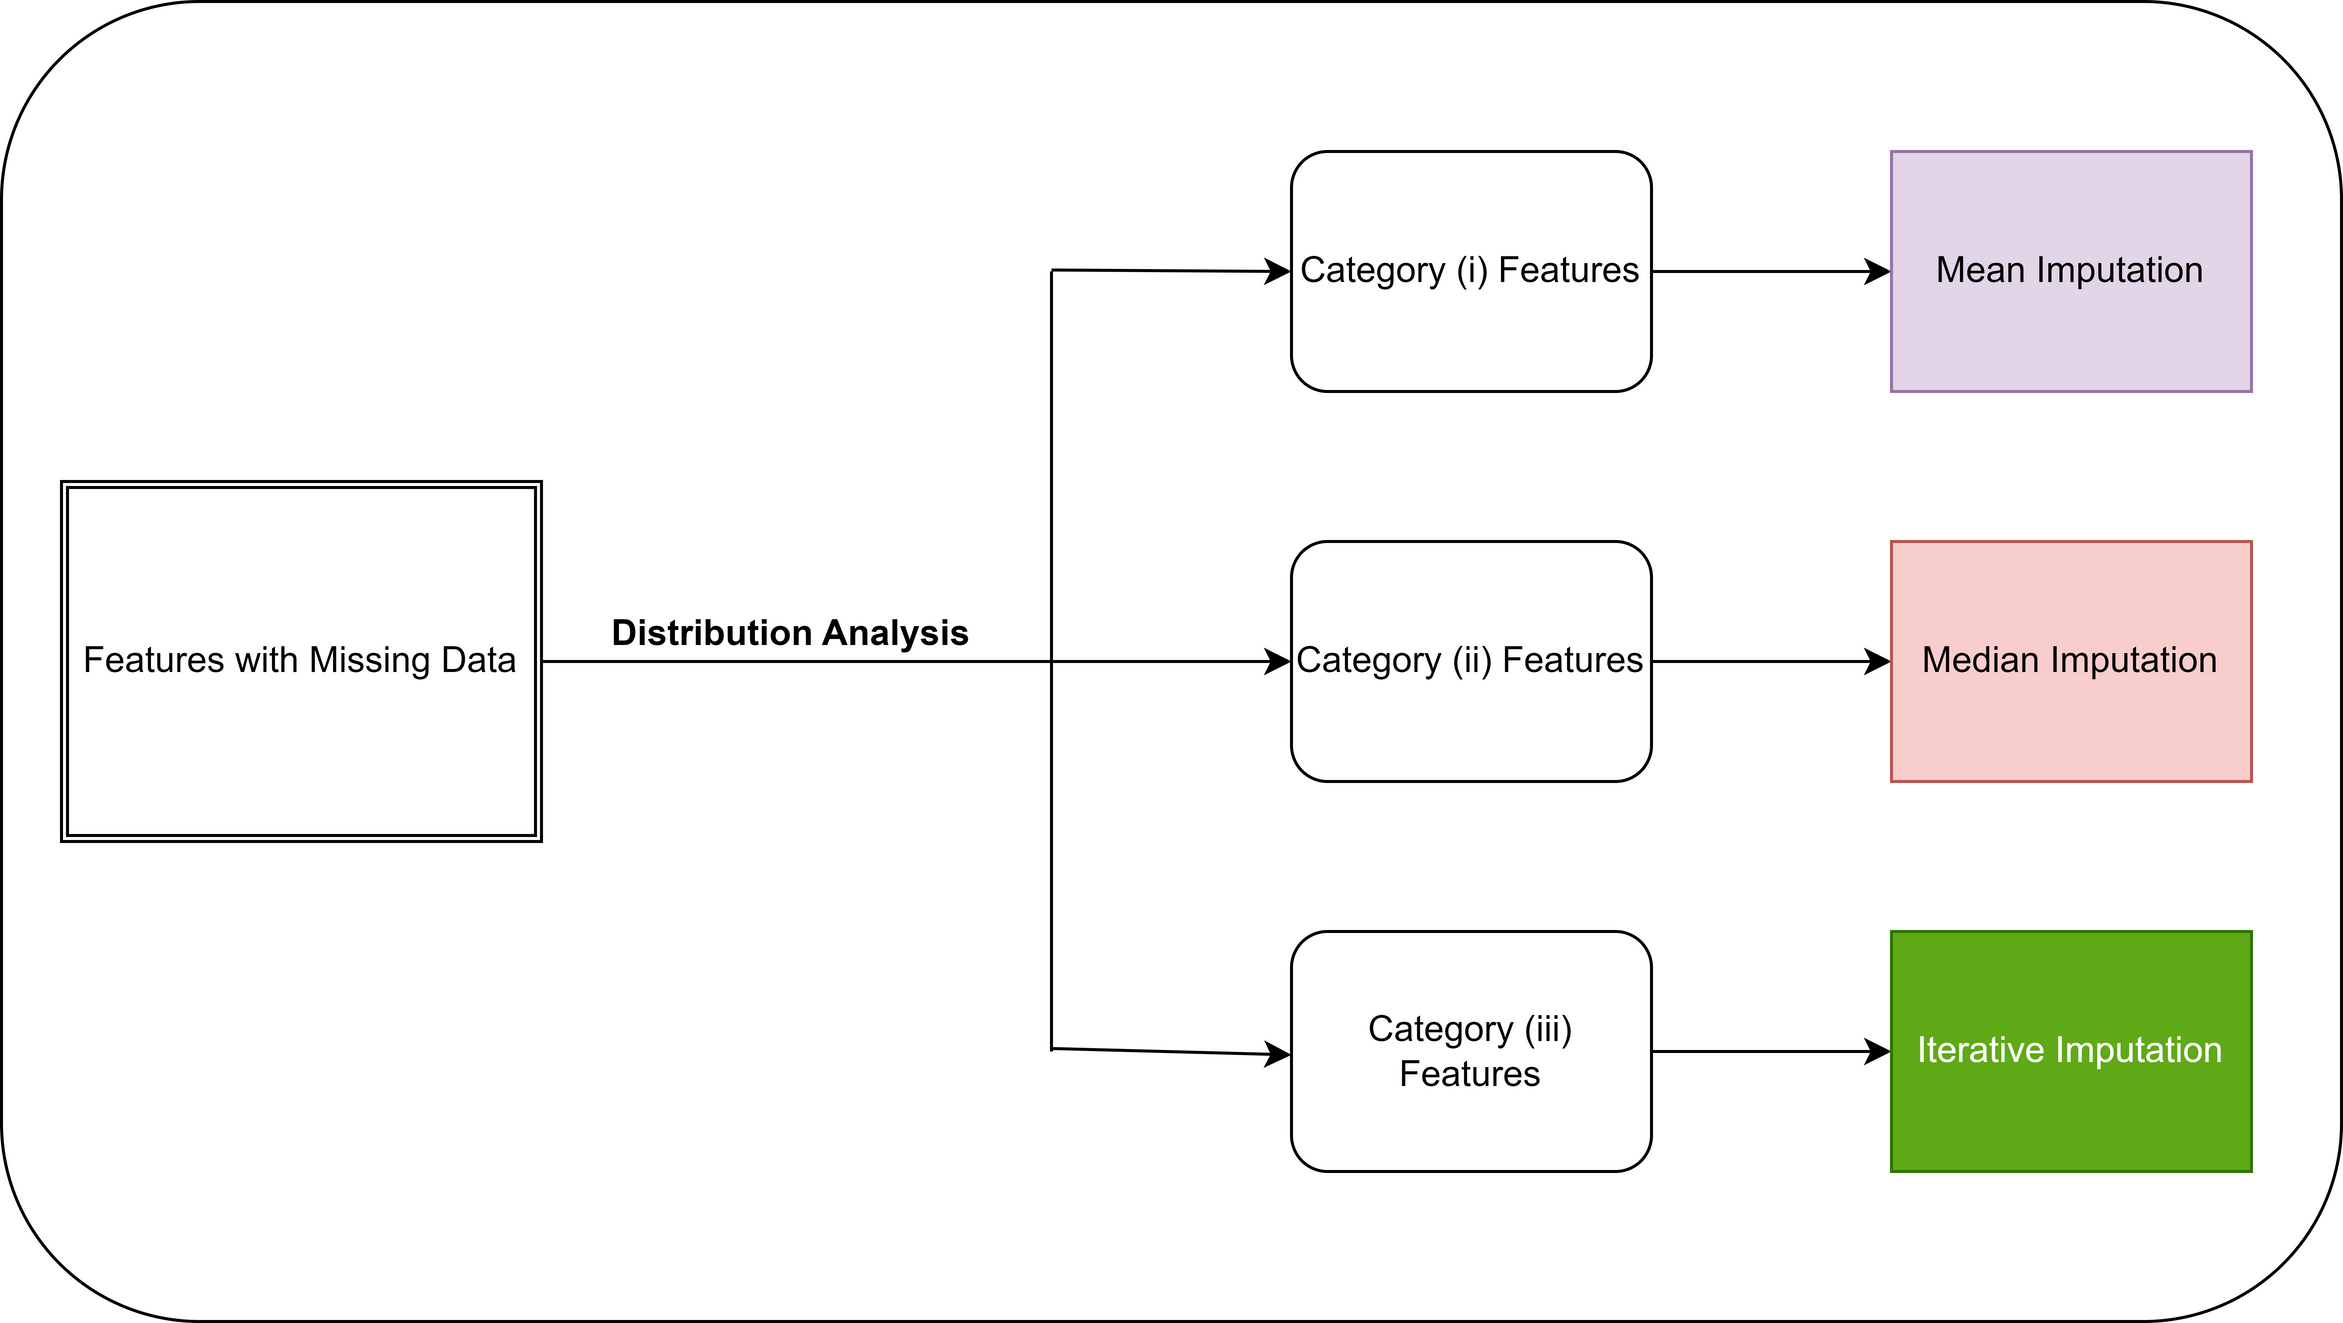 Features with Missing Data
Distribution Analysis
Category (i) Features
Mean Imputation
Category (ii) Features
Median Imputation
Category (iii)
Features
Iterative Imputation